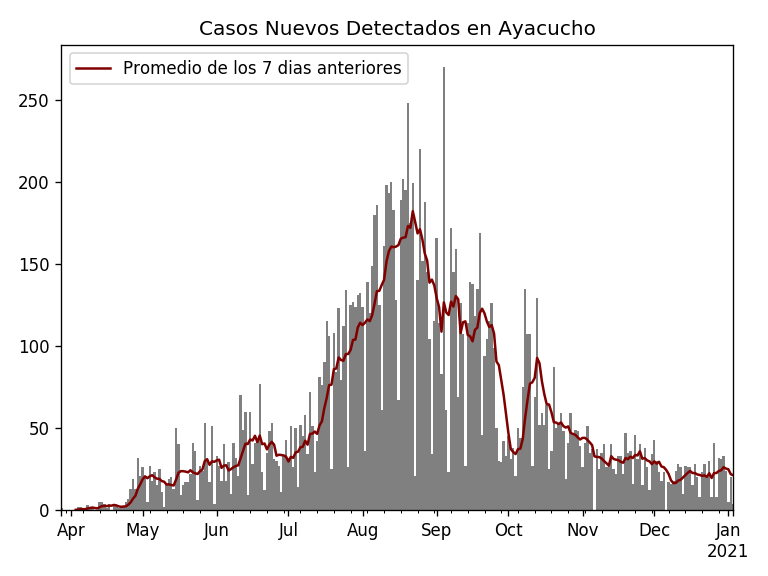 Casos Nuevos Detectados en Ayacucho
Promedio de los 7 dias anteriores
250
200
150
100
50
0
Apr May Jun Jul Aug Sep Oct Nov Dec Jan
2021